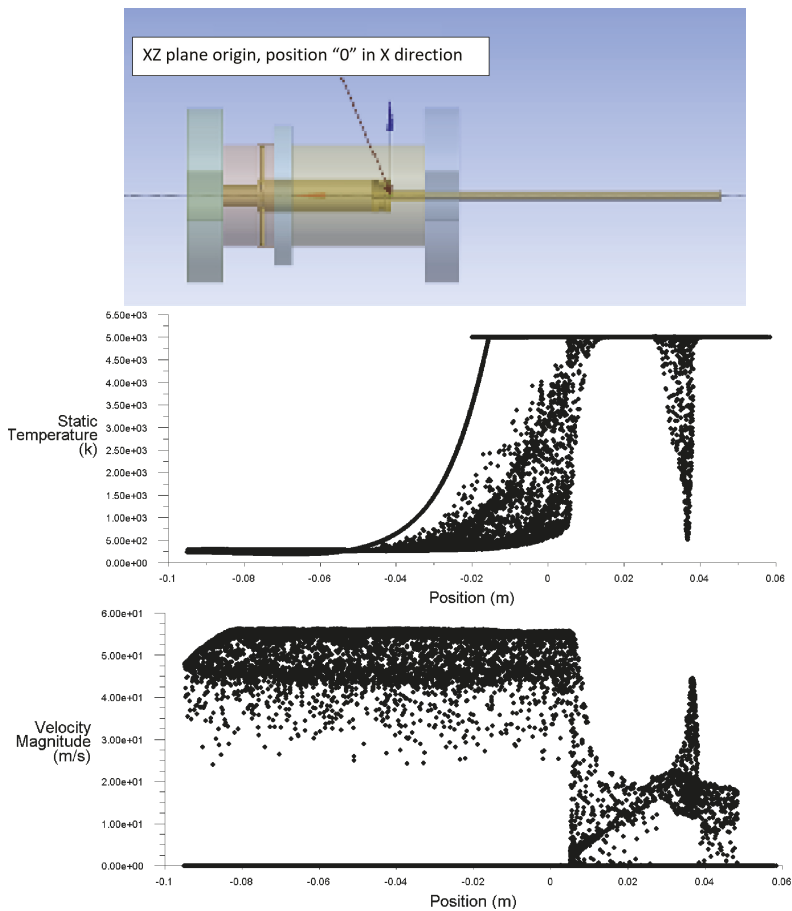 XZ plane origin, position “0” in X direction
5.50e+03
5.00e+03
4.50e+03
4.00e+03
3.50e+03
3.00e+03
2.50e+03
2.00e+03
1.50e+03
1.00e+03
5.00e+02
0.00e+00
Static
Temperature
(k)
-0.1 -0.08 -0.06 -0.04 -0.02 0 0.02 0.04 0.06
Position (m)
6.00e+01
5.00e+01
4.00e+01
3.00e+01
2.00e+01
1.00e+01
0.00e+00
Velocity
Magnitude
(m/s)
-0.1 -0.08 -0.06 -0.04 -0.02 0 0.02 0.04 0.06
Position (m)